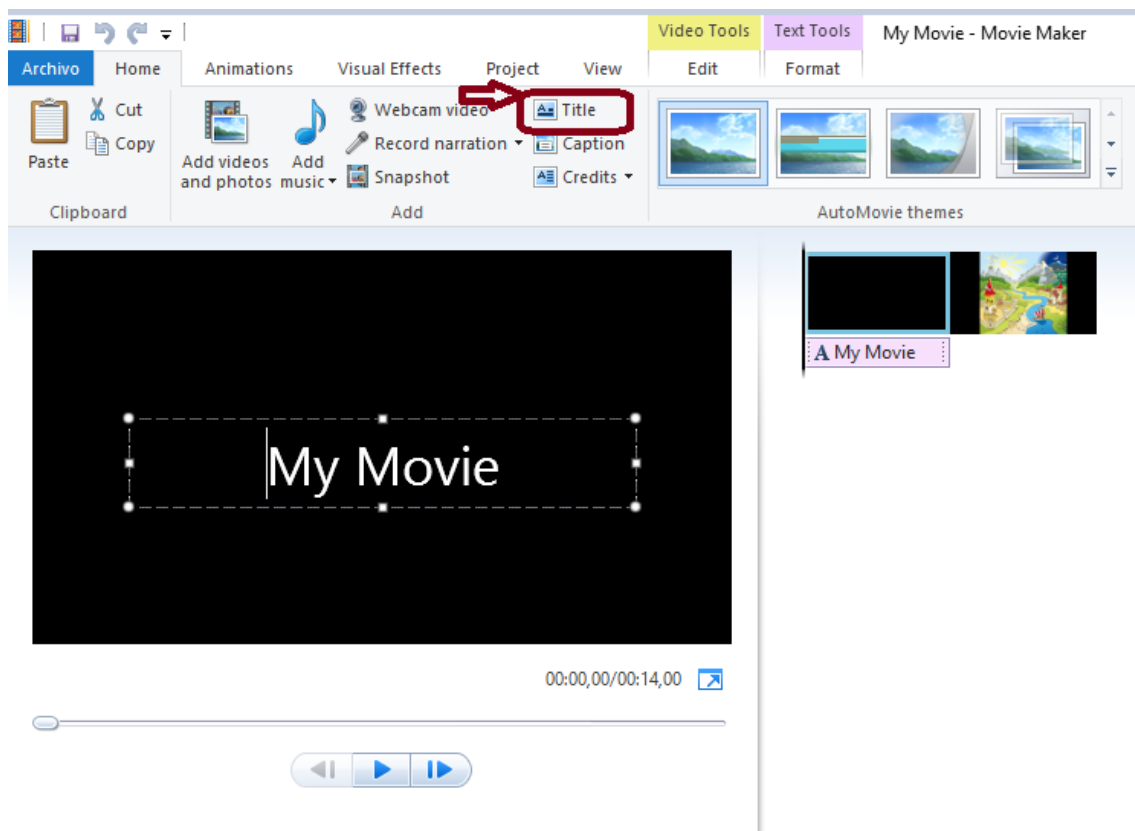 Video Tools Text Tools My Movie - Movie Maker
Archivo Home Animations Visual Effects Project View Edit Format
Paste
Cut
Copy
Clipboard
Add videos and photos
Add music
Webcam video
Record narration
Snapshot
Title
Caption
Credits
Add
AutoMovie themes
My Movie
A My Movie
00:00,00/00:14,00